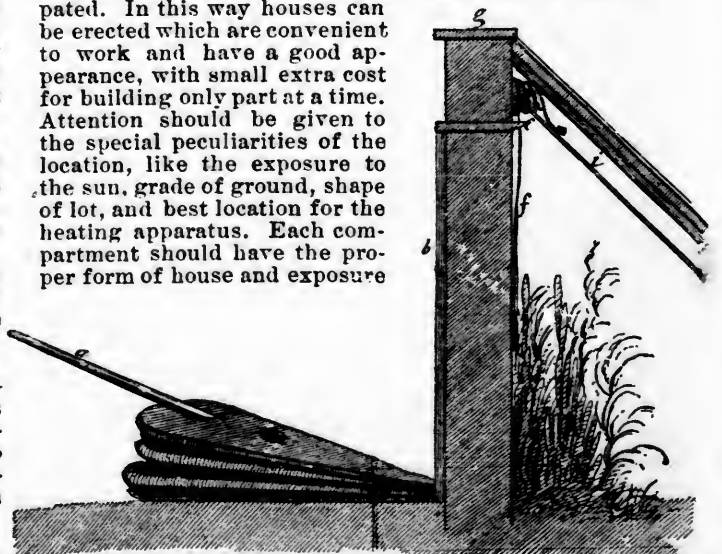 pated. In this way houses can
be erected which are convenient
to work and have a good ap-
pearance, with small extra cost
for building only part at a time.
Attention should be given to
the special peculiarities of the
location, like the exposure to
the sun, grade of ground, shape
of lot, and best location for the
heating apparatus. Each com-
partment should have the pro-
per form of house and exposure
g
f
b
a